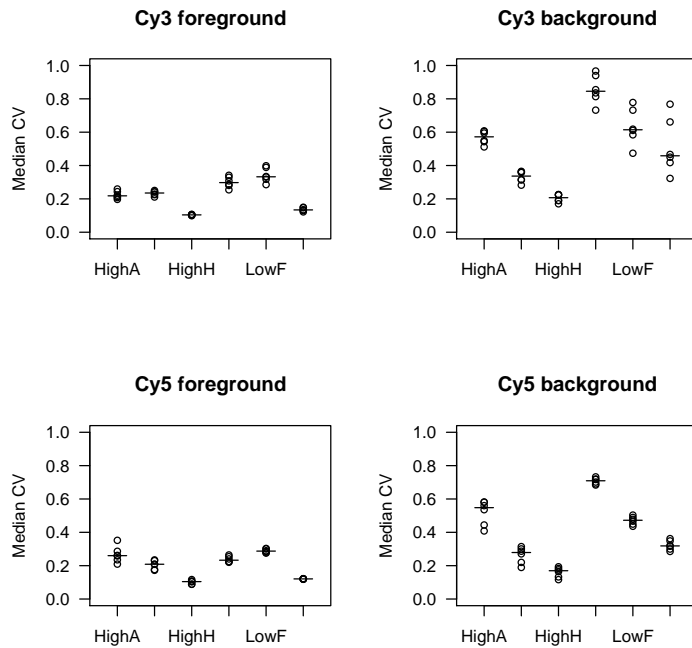 Cy3 foreground
Median CV
1.0
0.8
0.6
0.4
0.2
0.0
HighA HighH LowF
Cy3 background
Median CV
1.0
0.8
0.6
0.4
0.2
0.0
HighA HighH LowF
Cy5 foreground
Median CV
1.0
0.8
0.6
0.4
0.2
0.0
HighA HighH LowF
Cy5 background
Median CV
1.0
0.8
0.6
0.4
0.2
0.0
HighA HighH LowF